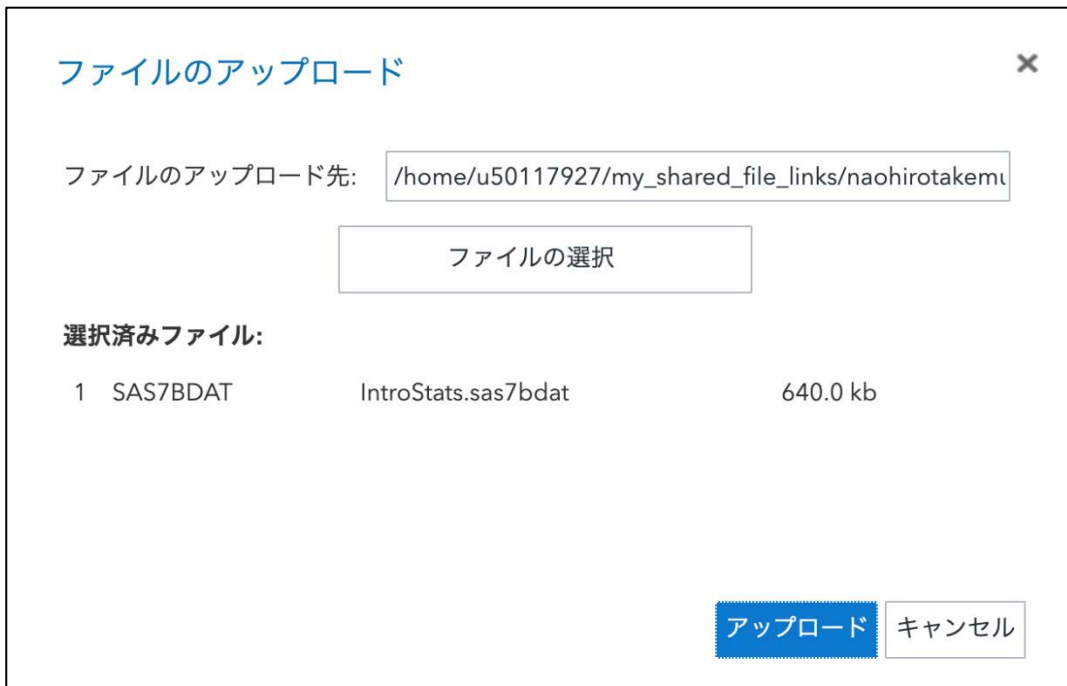 ファイルのアップロード
ファイルのアップロード先: /home/u50117927/my_shared_file_links/naohirotakemu
ファイルの選択
選択済みファイル:
1 SAS7BDAT IntroStats.sas7bdat 640.0 kb
アップロード キャンセル